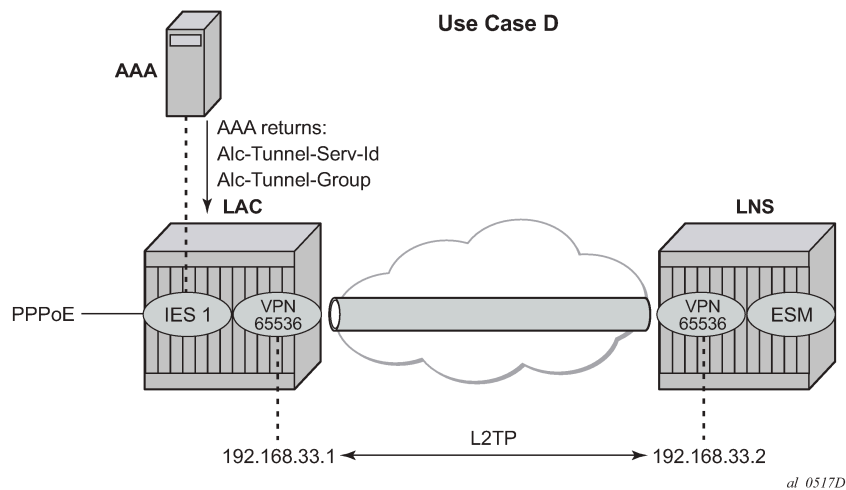 Use Case D
AAA
AAA returns:
Alc-Tunnel-Serv-Id
Alc-Tunnel-Group
LAC
LNS
PPPoE
IES 1
VPN
65536
VPN
65536
ESM
L2TP
192.168.33.1
192.168.33.2
al_0517D